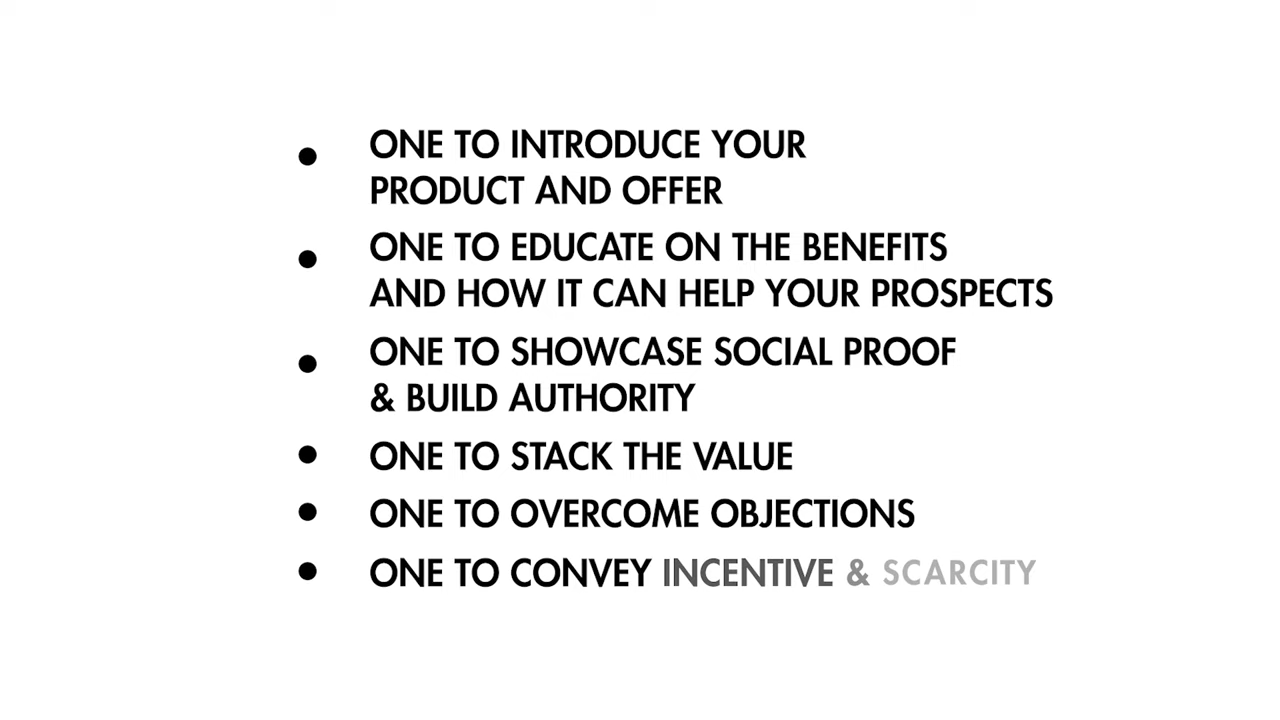 • ONE TO INTRODUCE YOUR
PRODUCT AND OFFER
• ONE TO EDUCATE ON THE BENEFITS
AND HOW IT CAN HELP YOUR PROSPECTS
• ONE TO SHOWCASE SOCIAL PROOF
& BUILD AUTHORITY
• ONE TO STACK THE VALUE
• ONE TO OVERCOME OBJECTIONS
• ONE TO CONVEY INCENTIVE & SCARCITY